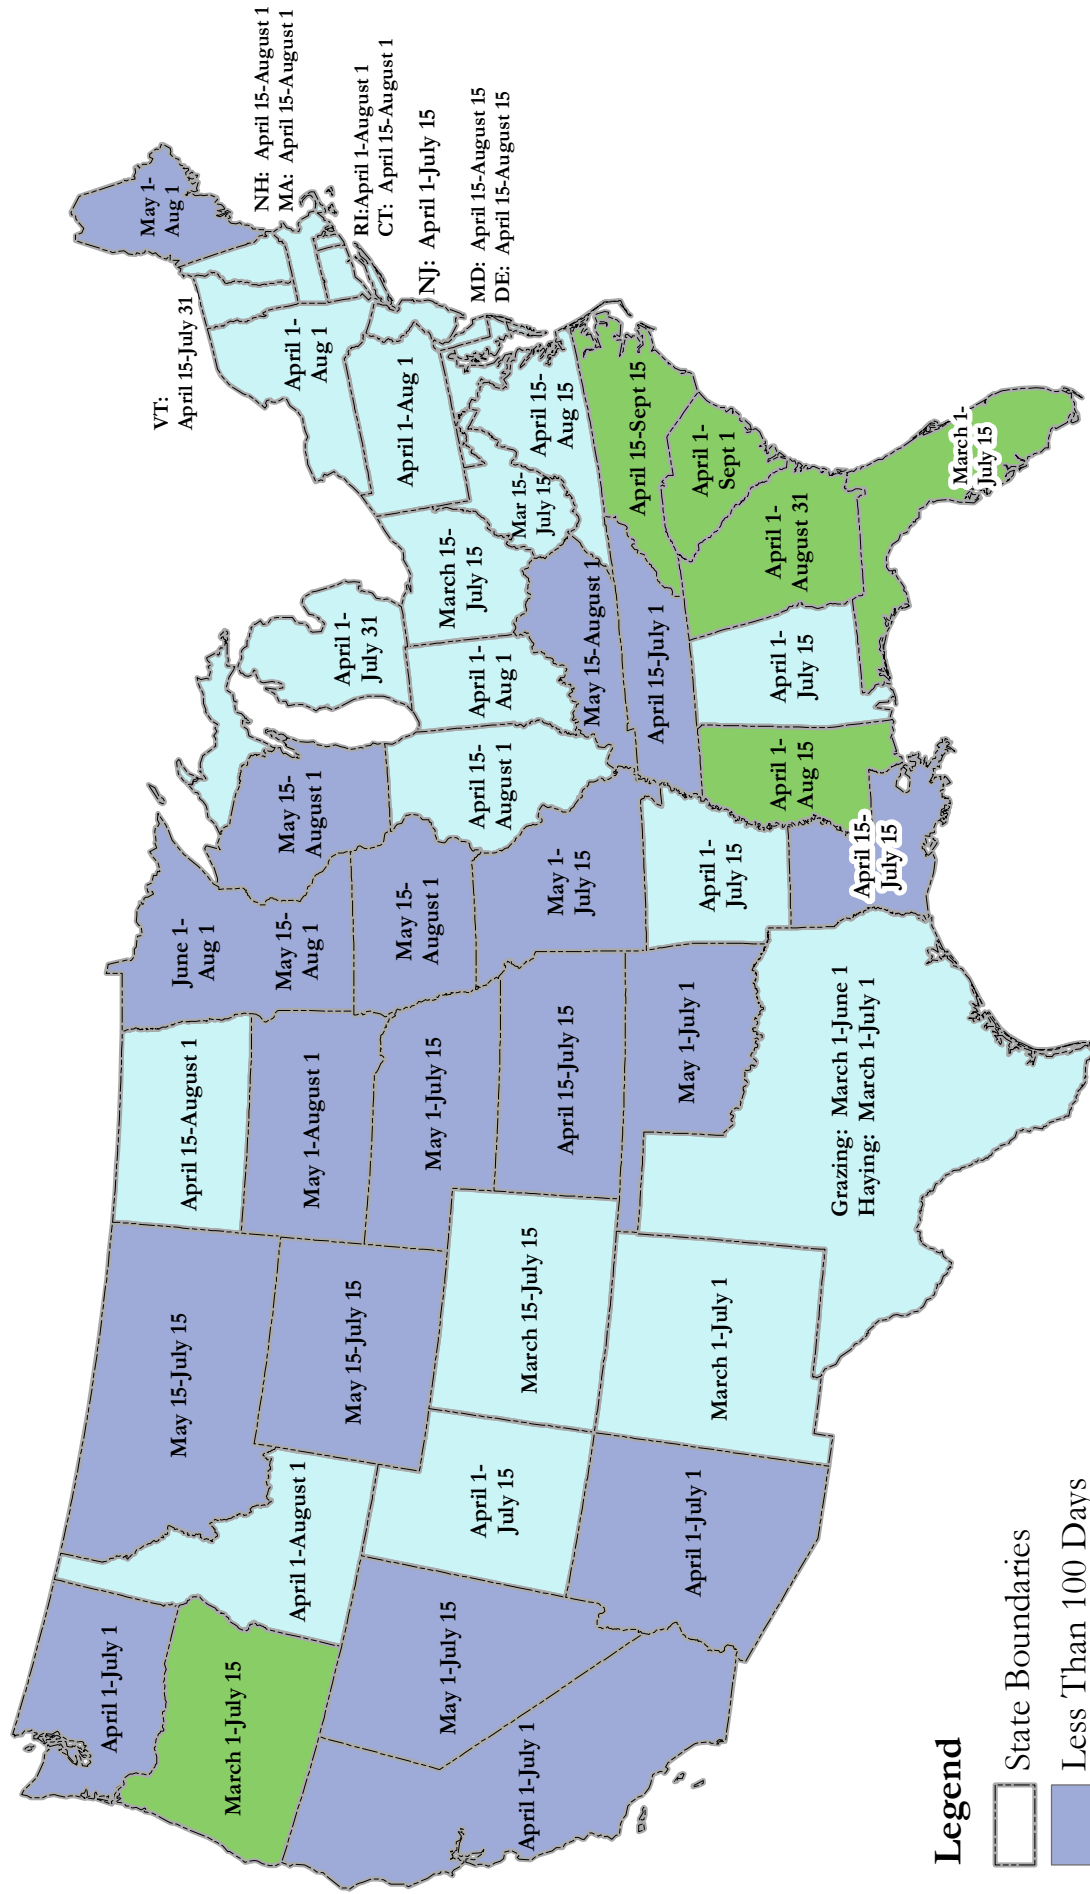 April 1-July 1
March 1-July 15
April 1-July 1
May 1-July 15
April 1-August 1
May 15-July 15
May 15-July 15
April 1-
July 15
April 1-July 1
March 15-July 15
March 1-July 1
April 15-August 1
May 1-August 1
May 1-July 15
April 15-July 15
May 1-July 1
Grazing: March 1-June 1
Haying: March 1-July 1
June 1-
Aug 1
May 15-
Aug 1
May 15-
August 1
May 1-
July 15
April 1-
July 15
April 15-
July 15
May 15-
August 1
April 15-
August 1
April 1-
July 31
April 1-
Aug 1
March 15-
July 15
May 15-August 1
April 15-July 1
April 1-
Aug 15
April 1-
July 15
April 1-
August 31
March 1-
July 15
April 1-
Sept 1
April 15-Sept 15
April 15-
Aug 15
Mar 15-
July 15
April 1-Aug 1
April 1-
Aug 1
May 1-
Aug 1
VT:
April 15-July 31
NH: April 15-August 1
MA: April 15-August 1
RI:April 1-August 1
CT: April 15-August 1
NJ: April 1-July 15
MD: April 15-August 15
DE: April 15-August 15
Legend
State Boundaries
Less Than 100 Days